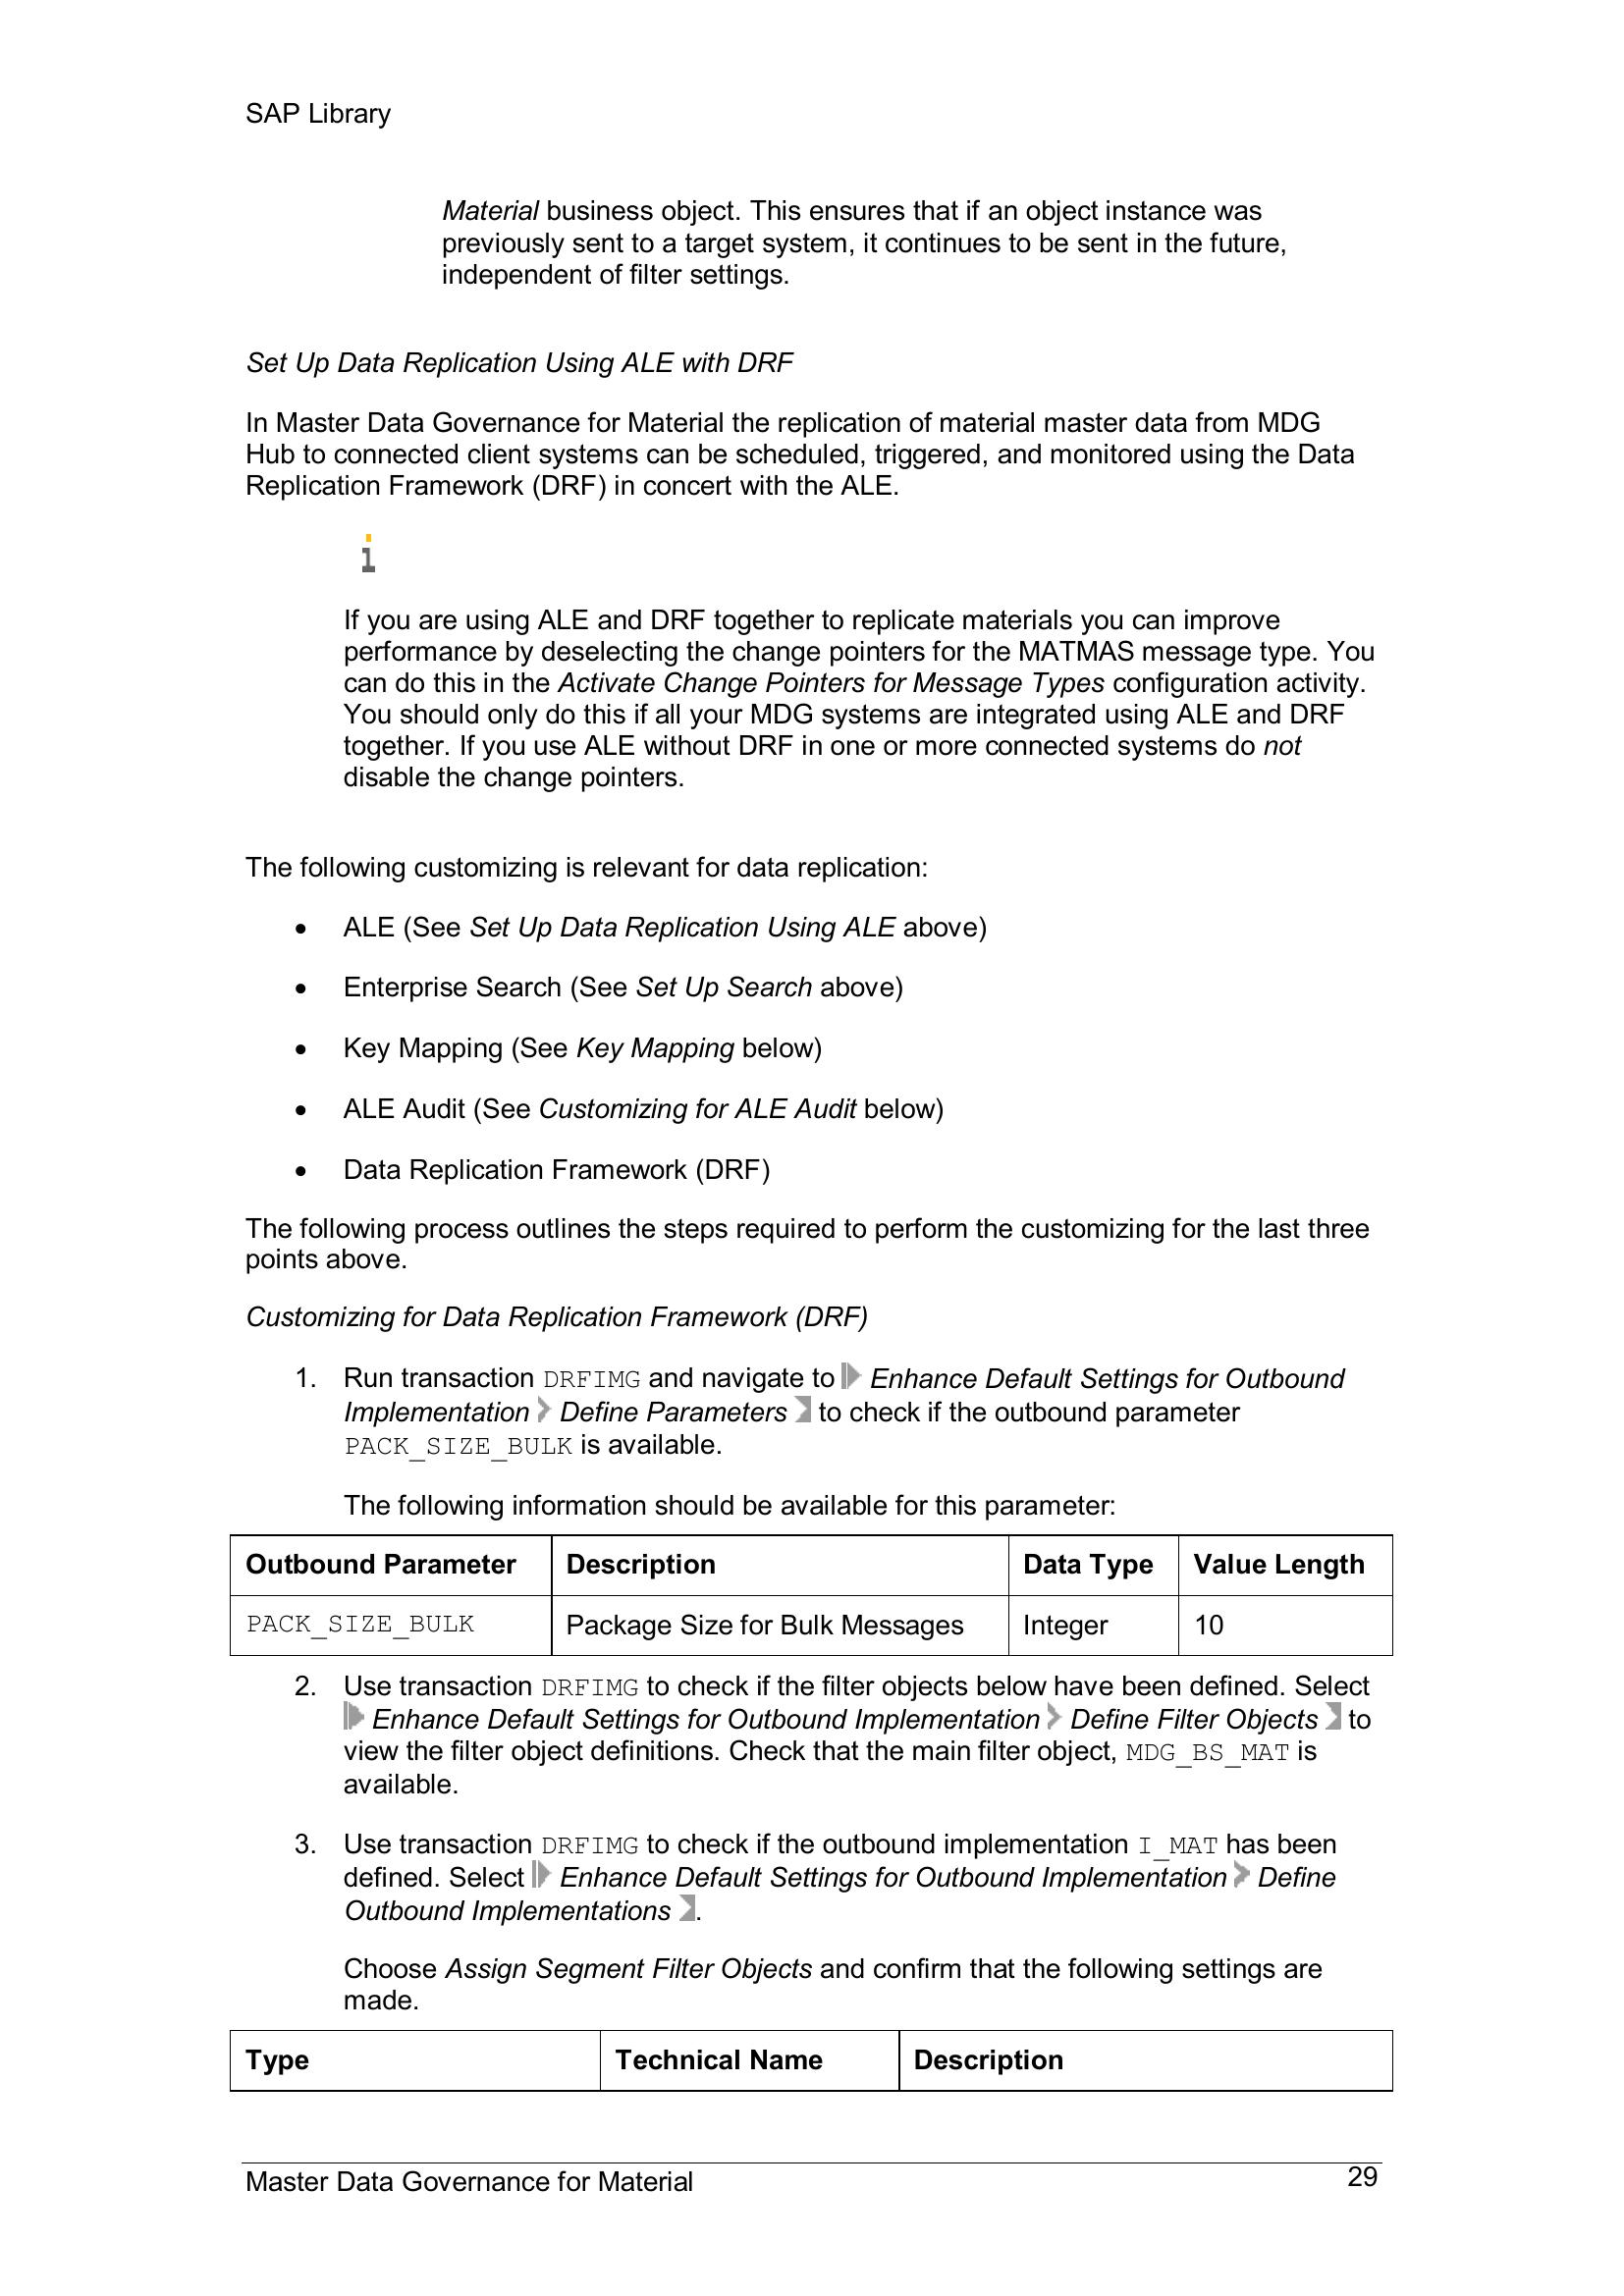 SAP Library
Material business object. This ensures that if an object instance was
previously sent to a target system, it continues to be sent in the future,
independent of filter settings.
Set Up Data Replication Using ALE with DRF
In Master Data Governance for Material the replication of material master data from MDG
Hub to connected client systems can be scheduled, triggered, and monitored using the Data
Replication Framework (DRF) in concert with the ALE.
If you are using ALE and DRF together to replicate materials you can improve
performance by deselecting the change pointers for the MATMAS message type. You
can do this in the Activate Change Pointers for Message Types configuration activity.
You should only do this if all your MDG systems are integrated using ALE and DRF
together. If you use ALE without DRF in one or more connected systems do not
disable the change pointers.
The following customizing is relevant for data replication:
• ALE (See Set Up Data Replication Using ALE above)
• Enterprise Search (See Set Up Search above)
• Key Mapping (See Key Mapping below)
• ALE Audit (See Customizing for ALE Audit below)
• Data Replication Framework (DRF)
The following process outlines the steps required to perform the customizing for the last three
points above.
Customizing for Data Replication Framework (DRF)
1. Run transaction DRFIMG and navigate to Enhance Default Settings for Outbound
Implementation Define Parameters to check if the outbound parameter
PACK_SIZE_BULK is available.
The following information should be available for this parameter:
Outbound Parameter Description Data Type Value Length
PACK_SIZE_BULK Package Size for Bulk Messages Integer 10
2. Use transaction DRFIMG to check if the filter objects below have been defined. Select
Enhance Default Settings for Outbound Implementation Define Filter Objects to
view the filter object definitions. Check that the main filter object, MDG_BS_MAT is
available.
3. Use transaction DRFIMG to check if the outbound implementation I_MAT has been
defined. Select Enhance Default Settings for Outbound Implementation Define
Outbound Implementations .
Choose Assign Segment Filter Objects and confirm that the following settings are
made.
Type Technical Name Description
Master Data Governance for Material 29